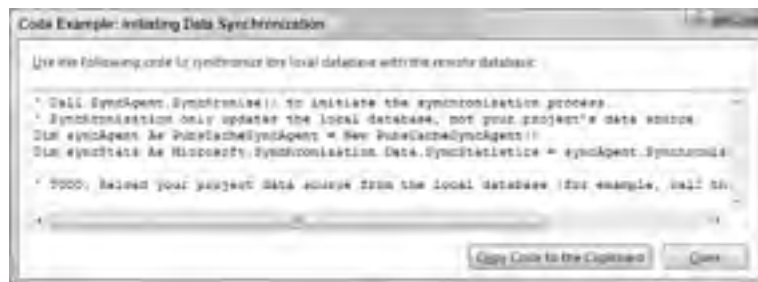 Code Example: Initiating Data Synchronization
Use the following code to synchronize the local database with the remote database:
' Call SyncAgent.Synchronize() to initiate the synchronization process.
' Synchronization only updates the local database, not your project's data source.
Dim syncAgent As PubsCacheSyncAgent = New PubsCacheSyncAgent()
Dim syncStats As Microsoft.Synchronization.Data.SyncStatistics = syncAgent.Synchroniz
' TODO: Reload your project data source from the local database (for example, call th
Copy Code to the Clipboard
Close